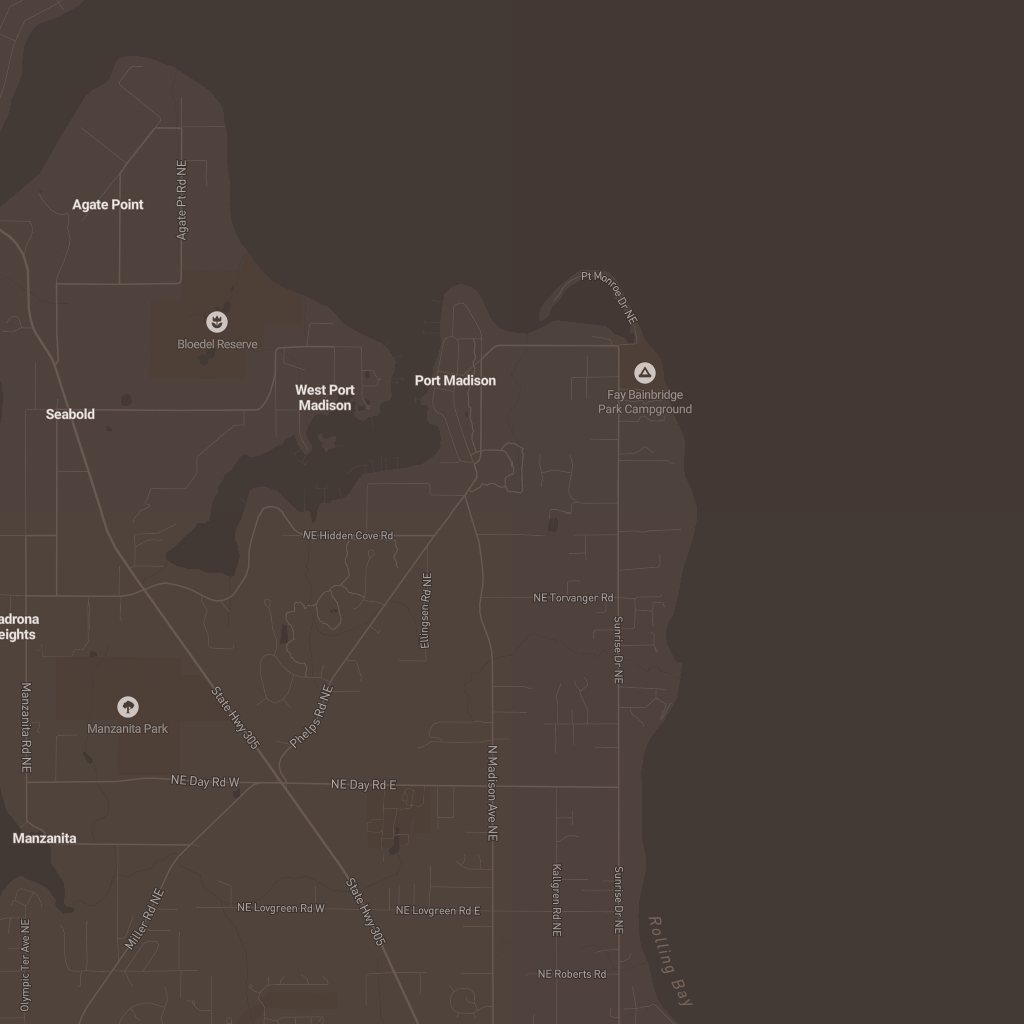 Agate Pt Rd NE
Agate Point
Pt Monroe Dr NE
Bloedel Reserve
West Port
Madison
Port Madison
Fay Bainbridge
Park Campground
Seabold
NE Hidden Cove Rd
Ellingsen Rd NE
NE Torvanger Rd
adrona
eights
Sunrise Dr NE
Manzanita Rd NE
Manzanita Park
State Hwy 305
Phelps Rd NE
NE Day Rd W
NE Day Rd E
N Madison Ave NE
Manzanita
Miller Rd NE
NE Lovgreen Rd W
State Hwy 305
NE Lovgreen Rd E
Kallgren Rd NE
Sunrise Dr NE
Olympic Ter Ave NE
Rolling Bay
NE Roberts Rd